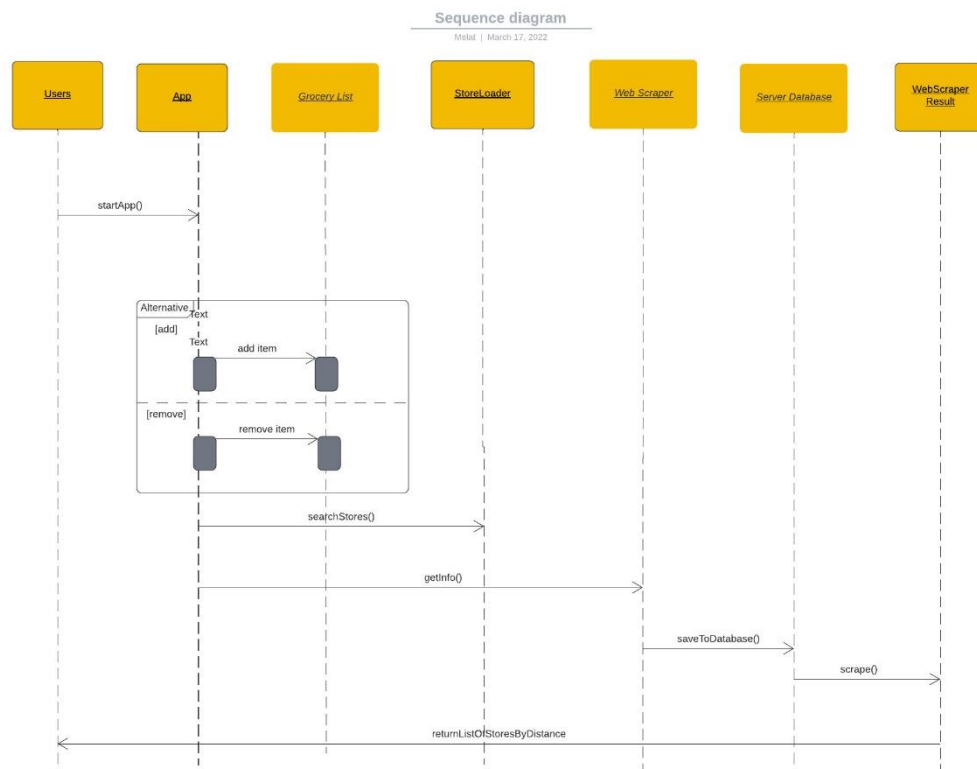 Sequence diagram
Melat | March 17, 2022
Users
App
Grocery List
StoreLoader
Web Scraper
Server Database
WebScraper
Result
startApp()
Alternative
Text
[add]
Text
add item
[remove]
remove item
searchStores()
getInfo()
saveToDatabase()
scrape()
returnListOfStoresByDistance